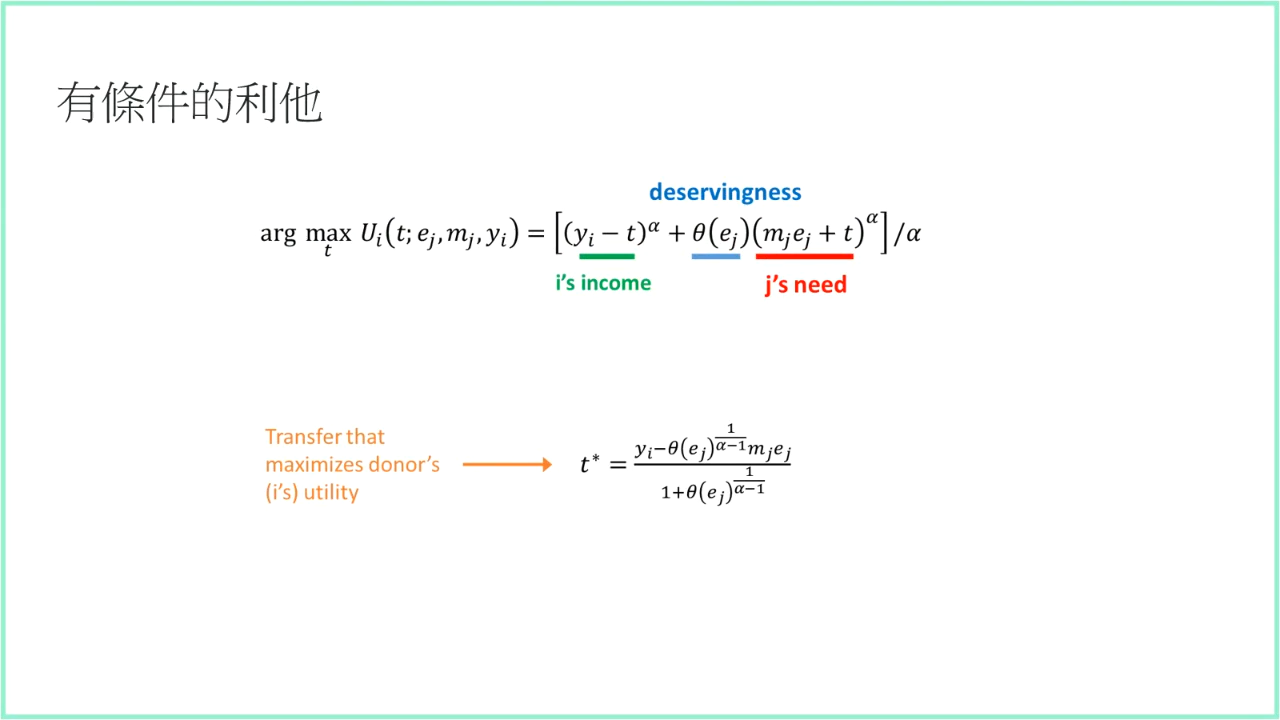 有條件的利他
deservingness
arg max_t U_i(t; e_j, m_j, y_i) = [(y_i − t)^α + θ(e_j)(m_j e_j + t)^α]/α
i’s income
j’s need
Transfer that
maximizes donor’s
(i’s) utility
t* = (y_i − θ(e_j)^(1/(α−1)) m_j e_j) / (1 + θ(e_j)^(1/(α−1)))